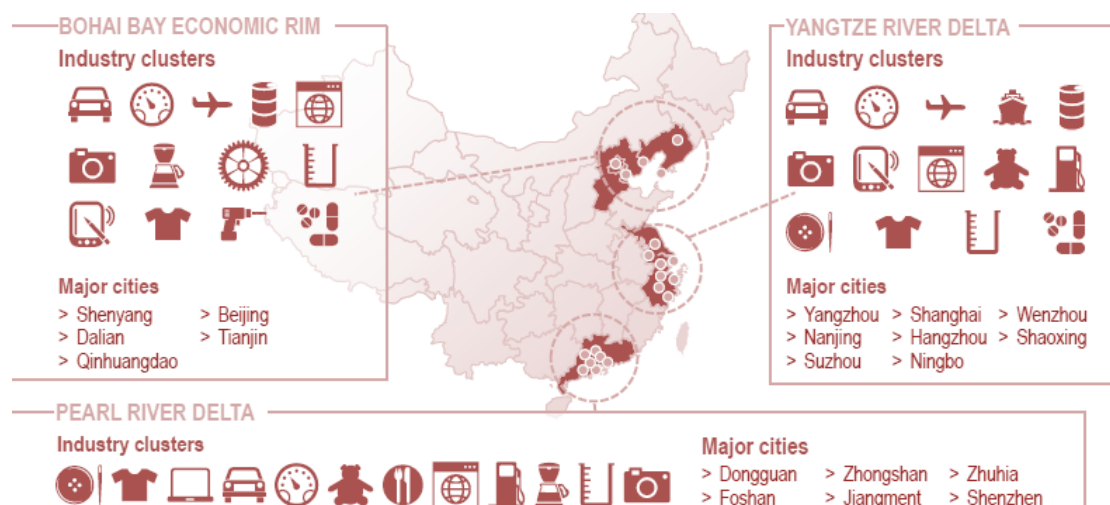 BOHAI BAY ECONOMIC RIM
Industry clusters
Major cities
> Shenyang > Beijing
> Dalian > Tianjin
> Qinhuangdao
YANGTZE RIVER DELTA
Industry clusters
Major cities
> Yangzhou > Shanghai > Wenzhou
> Nanjing > Hangzhou > Shaoxing
> Suzhou > Ningbo
PEARL RIVER DELTA
Industry clusters
Major cities
> Dongguan > Zhongshan > Zhuhia
> Foshan > Jiangment > Shenzhen